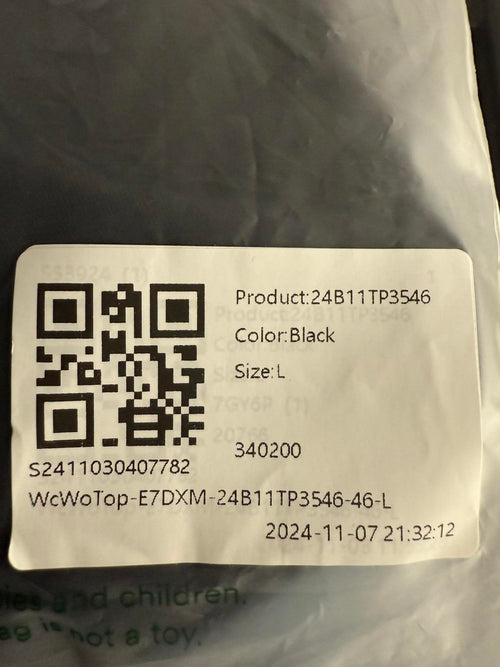 Product:24B11TP3546
Color:Black
Size:L
340200
S2411030407782
WcWoTop-E7DXM-24B11TP3546-46-L
2024-11-07 21:32:12
and children.
is not a toy.